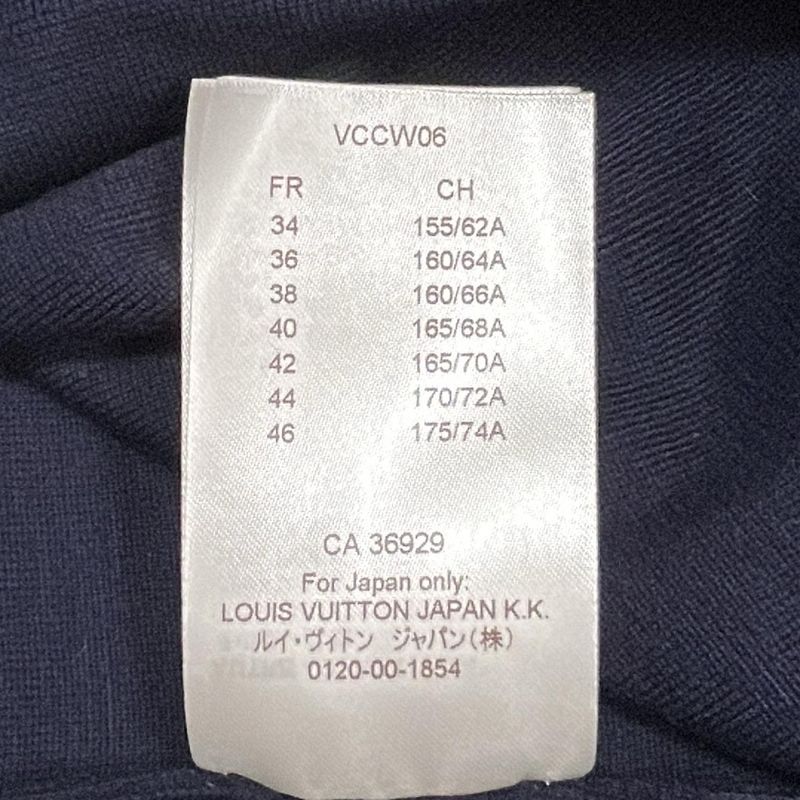 VCCW06
FR CH
34 155/62A
36 160/64A
38 160/66A
40 165/68A
42 165/70A
44 170/72A
46 175/74A
CA 36929
For Japan only:
LOUIS VUITTON JAPAN K.K.
ルイ・ヴィトン ジャパン(株)
0120-00-1854